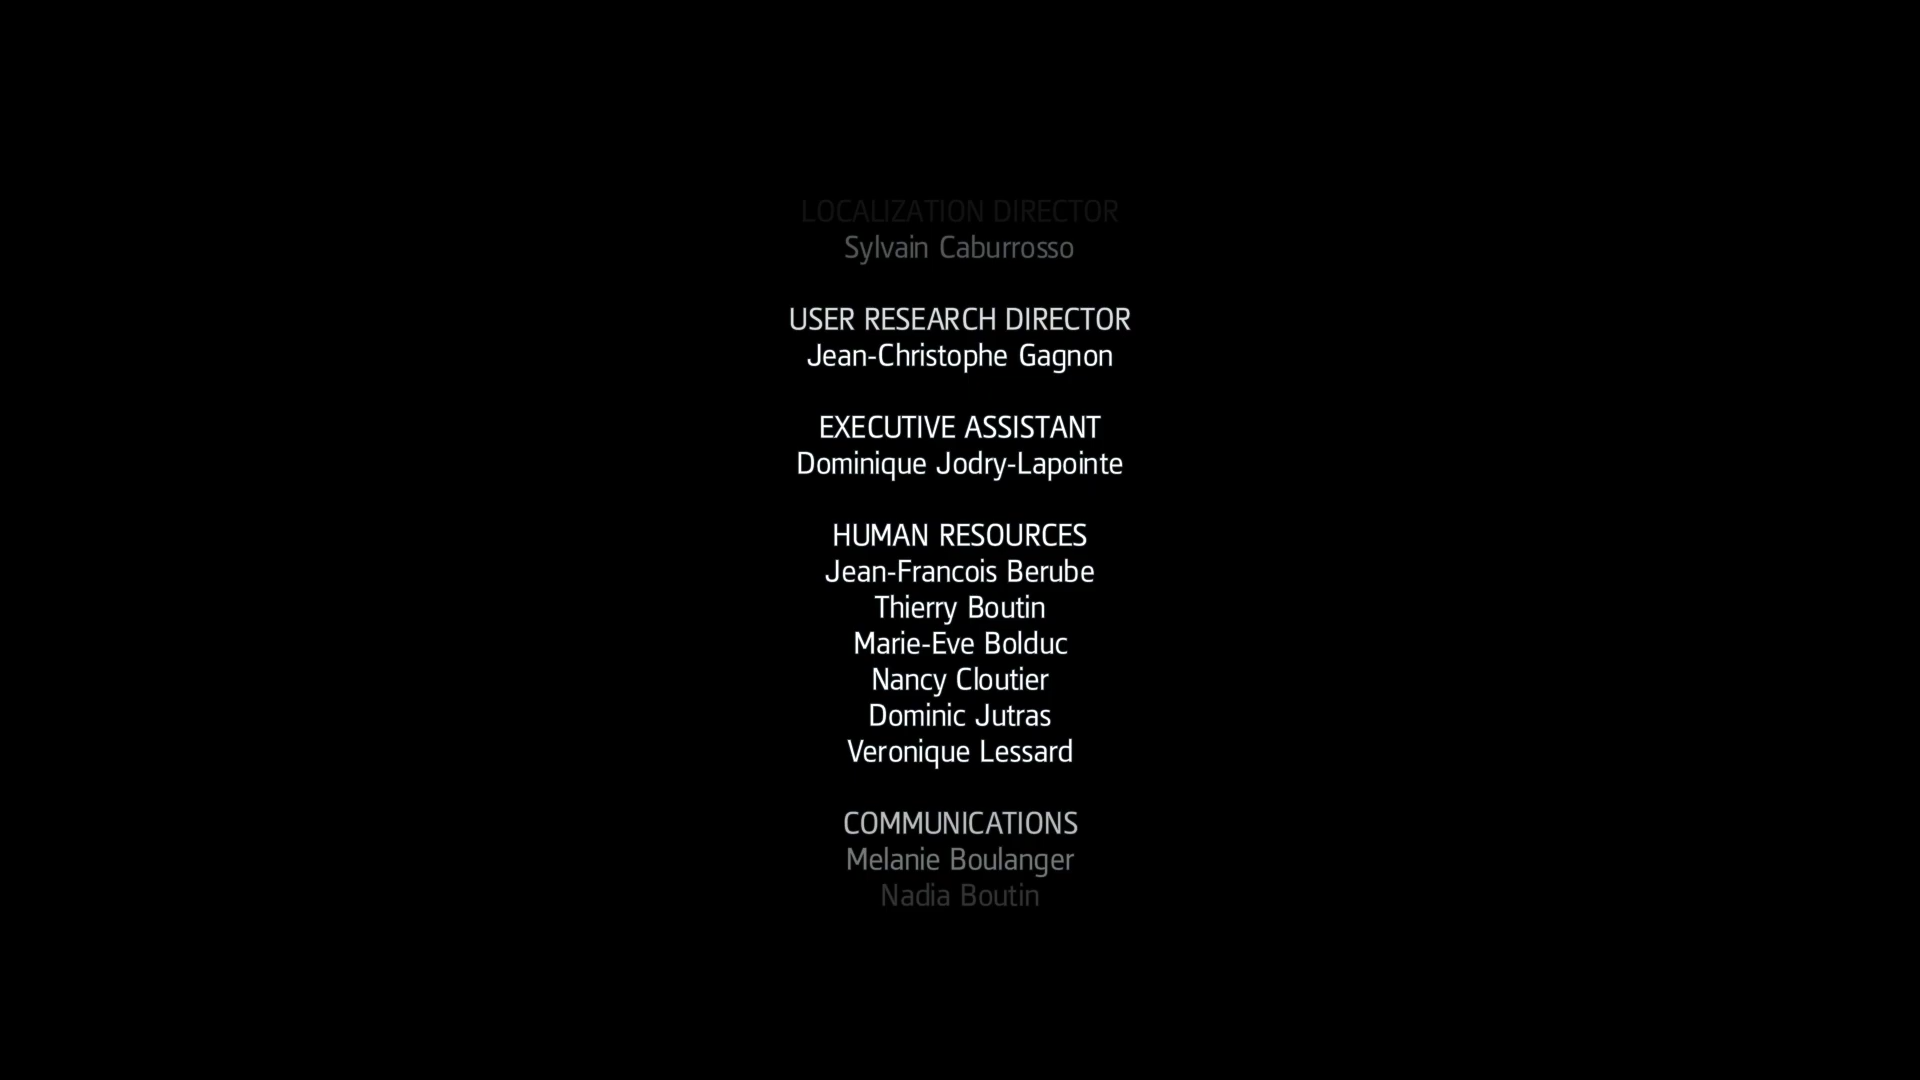 LOCALIZATION DIRECTOR
Sylvain Caburrosso
USER RESEARCH DIRECTOR
Jean-Christophe Gagnon
EXECUTIVE ASSISTANT
Dominique Jodry-Lapointe
HUMAN RESOURCES
Jean-Francois Berube
Thierry Boutin
Marie-Eve Bolduc
Nancy Cloutier
Dominic Jutras
Veronique Lessard
COMMUNICATIONS
Melanie Boulanger
Nadia Boutin